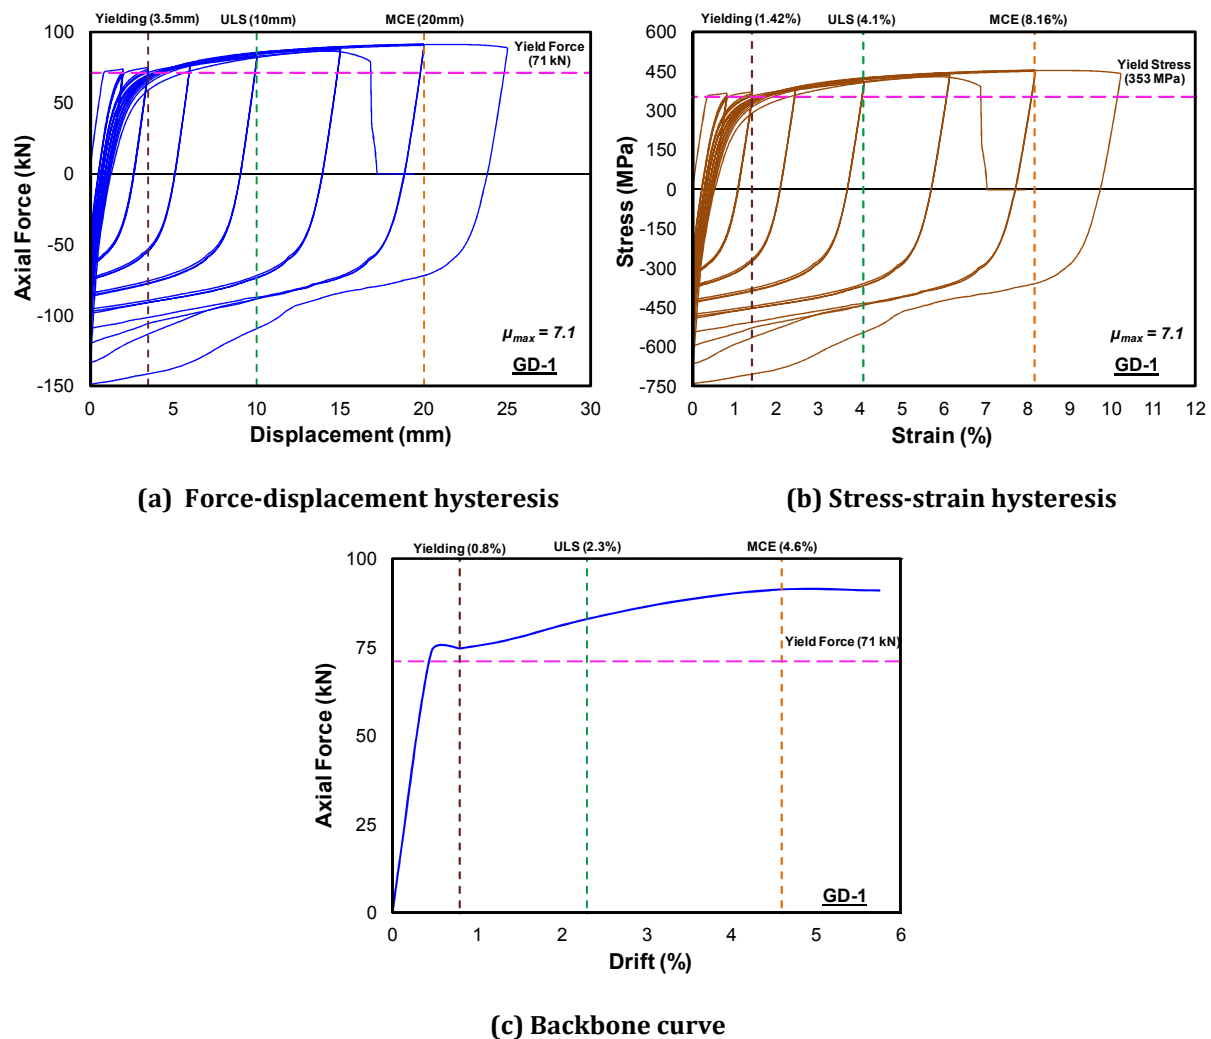 Yielding (3.5mm) ULS (10mm) MCE (20mm)
100
50
0
-50
-100
-150
Axial Force (kN)
Yield Force
(71 kN)
μmax = 7.1
GD-1
0 5 10 15 20 25 30
Displacement (mm)
(a) Force-displacement hysteresis
Yielding (1.42%) ULS (4.1%) MCE (8.16%)
600
450
300
150
0
-150
-300
-450
-600
-750
Stress (MPa)
Yield Stress
(353 MPa)
μmax = 7.1
GD-1
0 1 2 3 4 5 6 7 8 9 10 11 12
Strain (%)
(b) Stress-strain hysteresis
Yielding (0.8%) ULS (2.3%) MCE (4.6%)
100
75
50
25
0
Axial Force (kN)
Yield Force (71 kN)
GD-1
0 1 2 3 4 5 6
Drift (%)
(c) Backbone curve